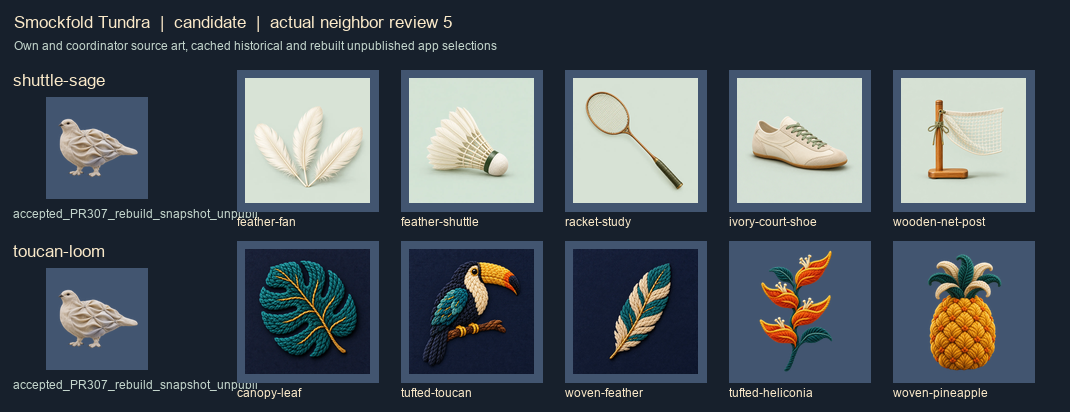 Smockfold Tundra | candidate | actual neighbor review 5
Own and coordinator source art, cached historical and rebuilt unpublished app selections
shuttle-sage
accepted_PR307_rebuild_snapshot_unpubli
feather-fan
feather-shuttle
racket-study
ivory-court-shoe
wooden-net-post
toucan-loom
accepted_PR307_rebuild_snapshot_unpubli
canopy-leaf
tufted-toucan
woven-feather
tufted-heliconia
woven-pineapple